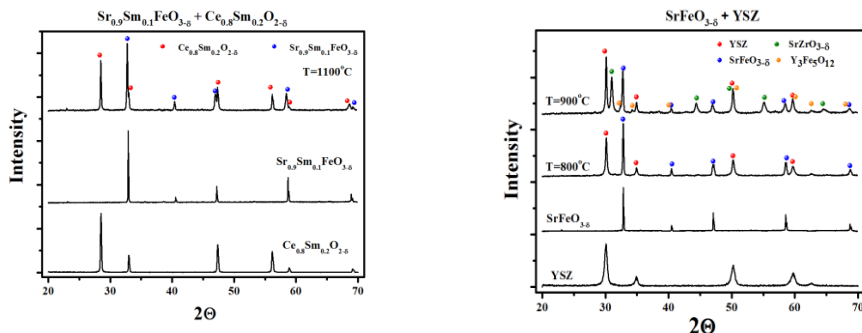 Sr0.9Sm0.1FeO3-δ + Ce0.8Sm0.2O2-δ
Ce0.8Sm0.2O2-δ Sr0.9Sm0.1FeO3-δ
T=1100°C
Sr0.9Sm0.1FeO3-δ
Ce0.8Sm0.2O2-δ
Intensity
20 30 40 50 60 70
2Θ
SrFeO3-δ + YSZ
YSZ SrZrO3-δ
SrFeO3-δ Y3Fe5O12
T=900°C
T=800°C
SrFeO3-δ
YSZ
Intensity
20 30 40 50 60 70
2Θ